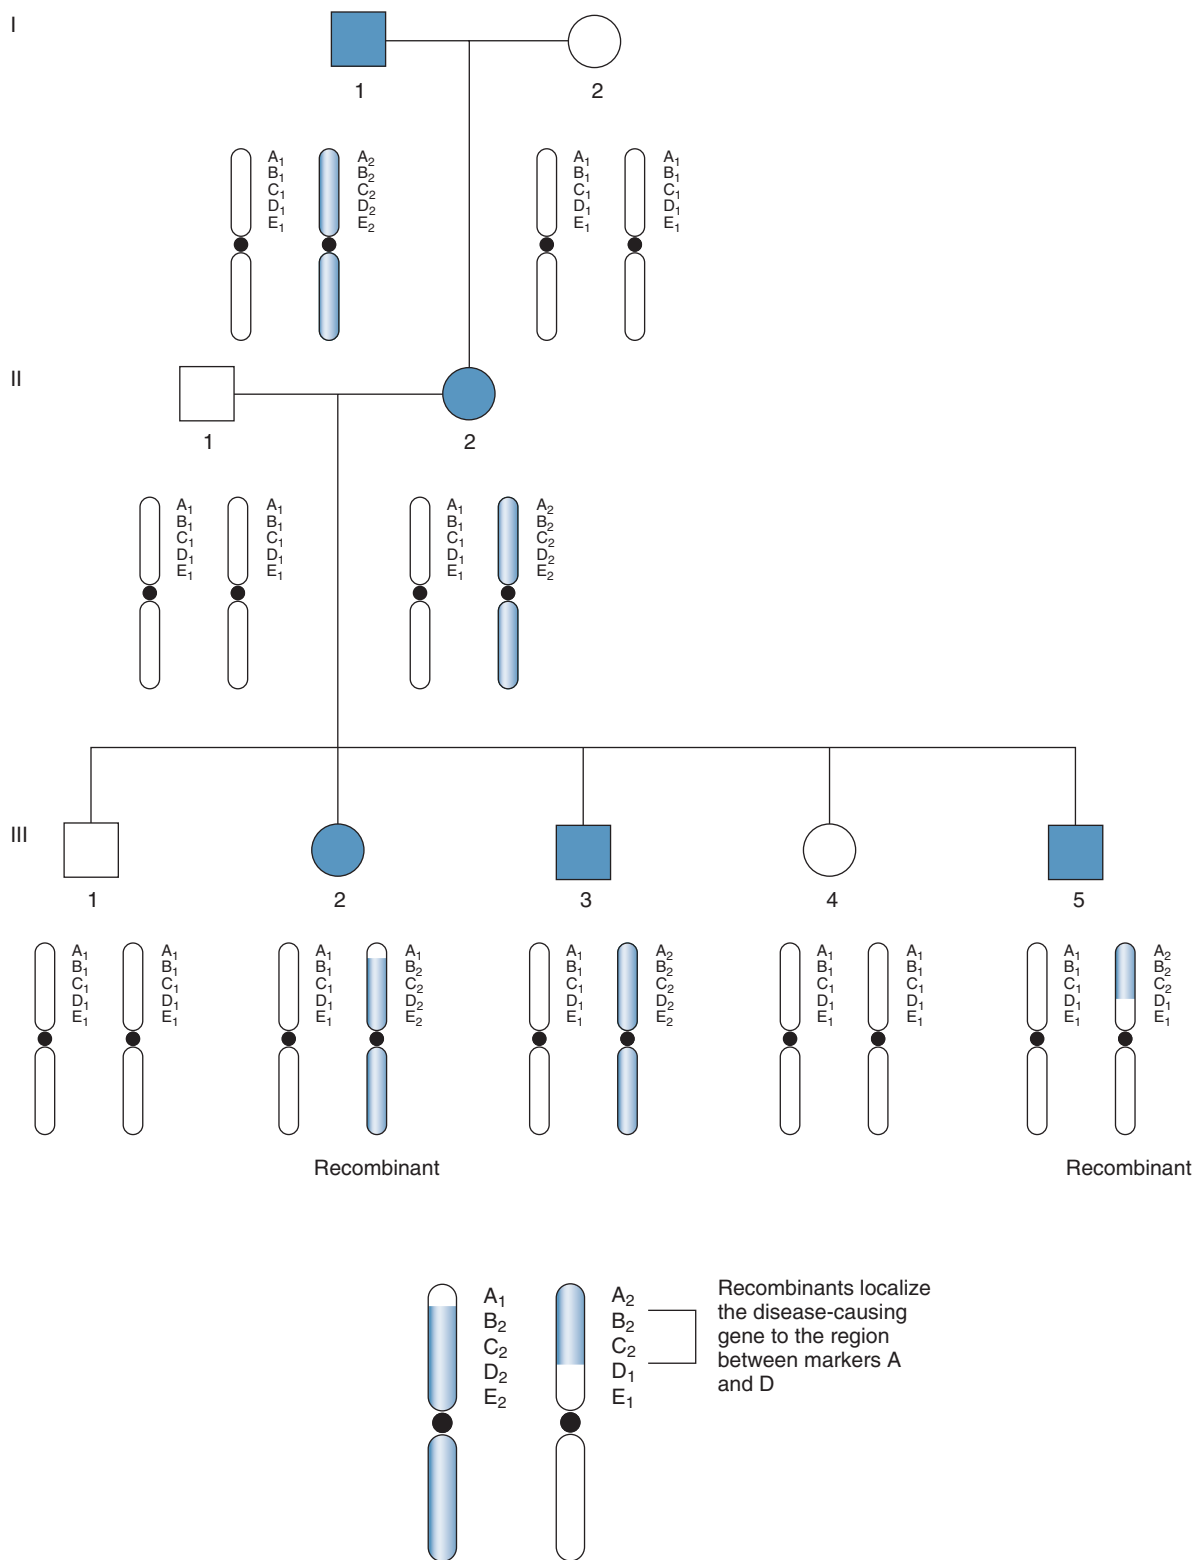 I
1 2
A₁ A₂ A₁ A₁
B₁ B₂ B₁ B₁
C₁ C₂ C₁ C₁
D₁ D₂ D₁ D₁
E₁ E₂ E₁ E₁
II
1 2
A₁ A₁ A₁ A₂
B₁ B₁ B₁ B₂
C₁ C₁ C₁ C₂
D₁ D₁ D₁ D₂
E₁ E₁ E₁ E₂
III
1 2 3 4 5
A₁ A₁ A₁ A₁ A₁ A₂ A₁ A₁ A₁ A₂
B₁ B₁ B₁ B₂ B₁ B₂ B₁ B₁ B₁ B₂
C₁ C₁ C₁ C₂ C₁ C₂ C₁ C₁ C₁ C₂
D₁ D₁ D₁ D₂ D₁ D₂ D₁ D₁ D₁ D₁
E₁ E₁ E₁ E₂ E₁ E₂ E₁ E₁ E₁ E₁
Recombinant Recombinant
A₁ A₂
B₂ B₂
C₂ C₂
D₂ D₁
E₂ E₁
Recombinants localize
the disease-causing
gene to the region
between markers A
and D